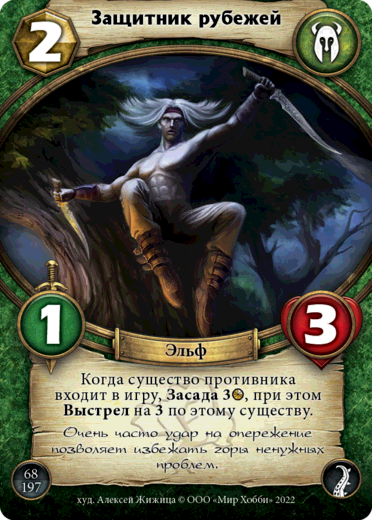 Защитник рубежей
2
1
3
Эльф
Когда существо противника
входит в игру, Засада 3, при этом
Выстрел на 3 по этому существу.
Очень часто удар на опережение
позволяет избежать горы ненужных
проблем.
68
197
худ. Алексей Жижица © ООО «Мир Хобби» 2022